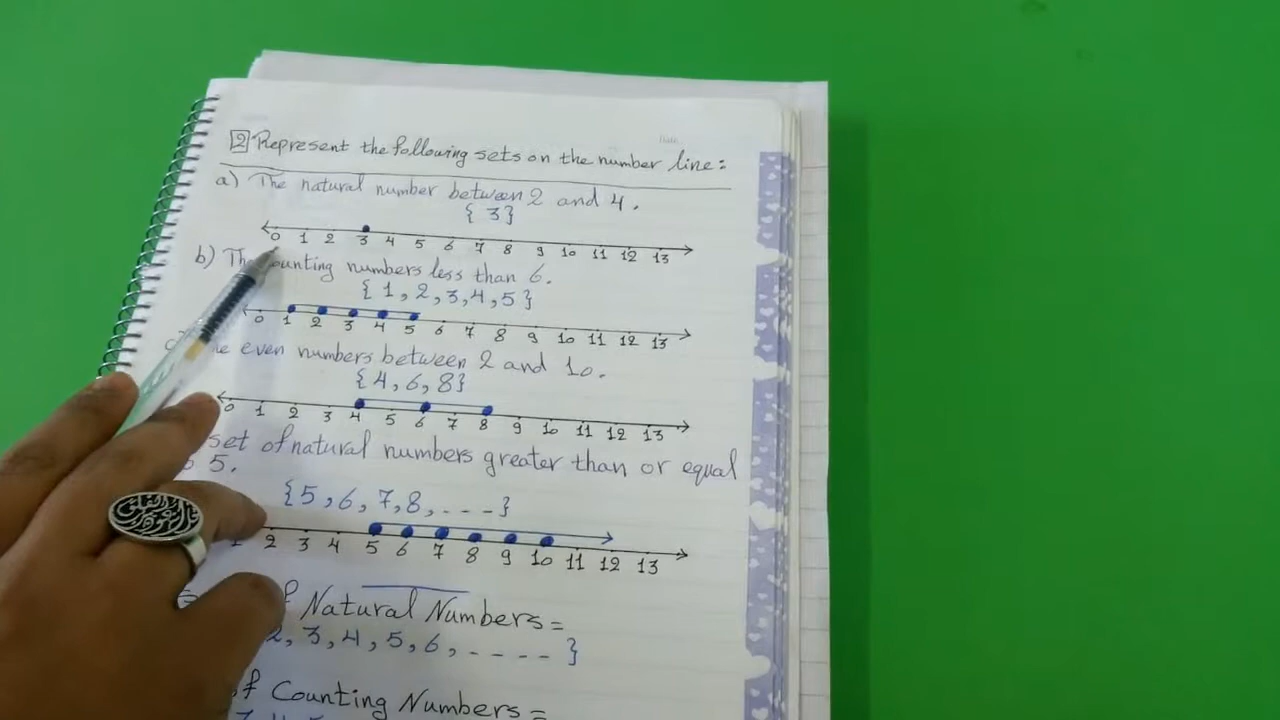 2 Represent the following sets on the number line:
a) The natural number between 2 and 4.
{ 3}
0 1 2 3 4 5 6 7 8 9 10 11 12 13
b) The counting numbers less than 6.
{ 1, 2, 3, 4, 5 }
0 1 2 3 4 5 6 7 8 9 10 11 12 13
even numbers between 2 and 10.
{4, 6, 8}
0 1 2 3 4 5 6 7 8 9 10 11 12 13
set of natural numbers greater than or equal
5.
{5, 6, 7, 8, - - - }
1 2 3 4 5 6 7 8 9 10 11 12 13
of Natural Numbers =
2, 3, 4, 5, 6, - - - - }
of Counting Numbers =